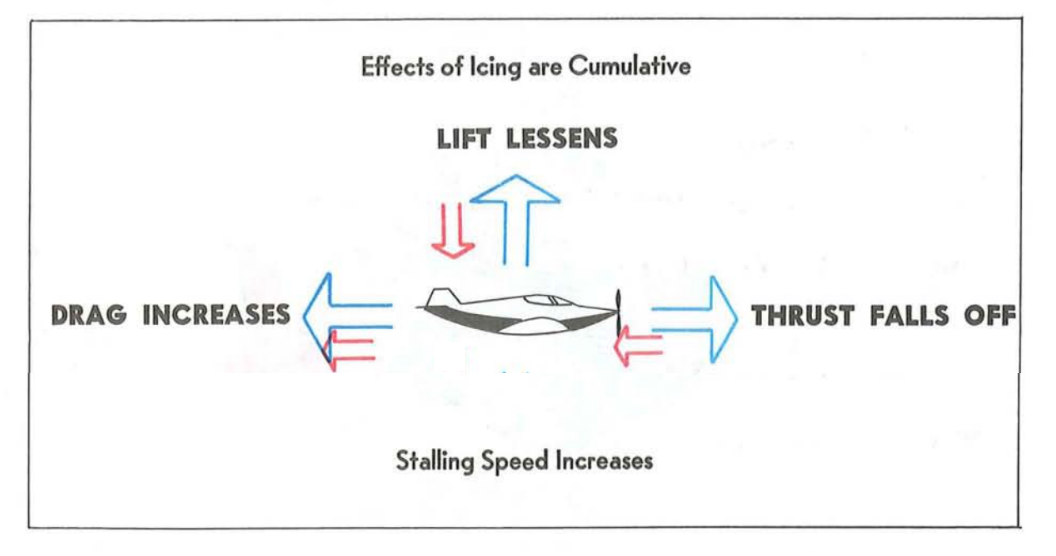 Effects of Icing are Cumulative
LIFT LESSENS
DRAG INCREASES
THRUST FALLS OFF
Stalling Speed Increases